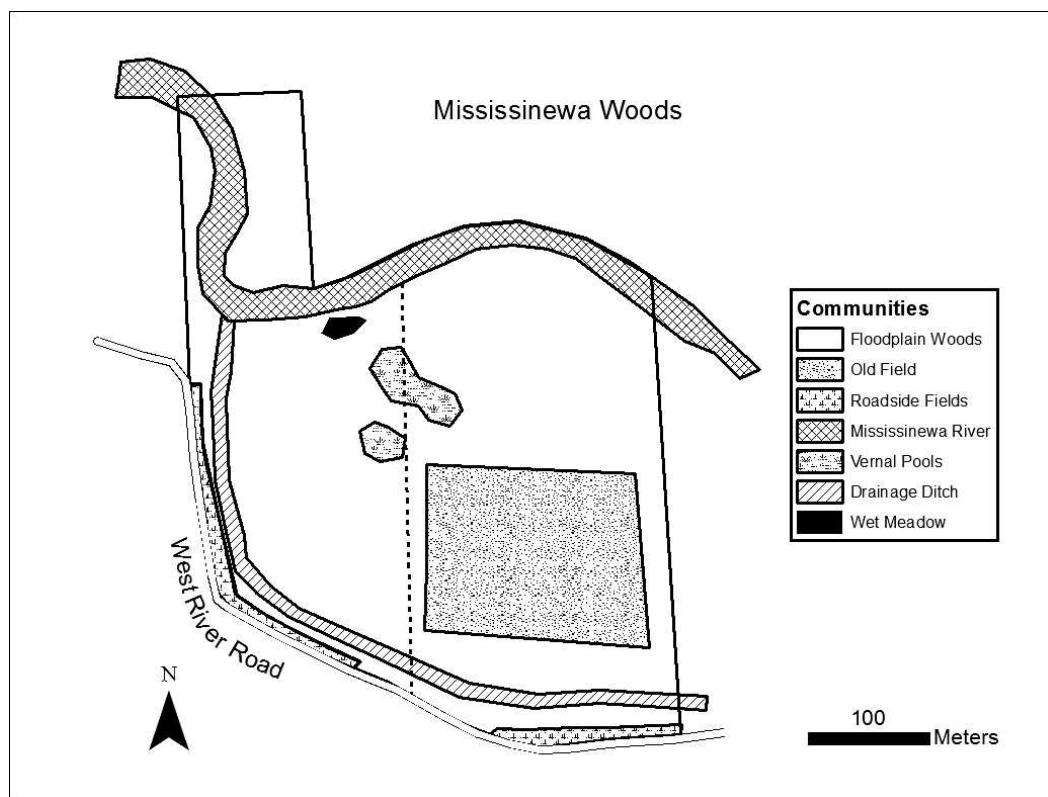 Mississinewa Woods
Communities
Floodplain Woods
Old Field
Roadside Fields
Mississinewa River
Vernal Pools
Drainage Ditch
Wet Meadow
West River Road
N
100
Meters